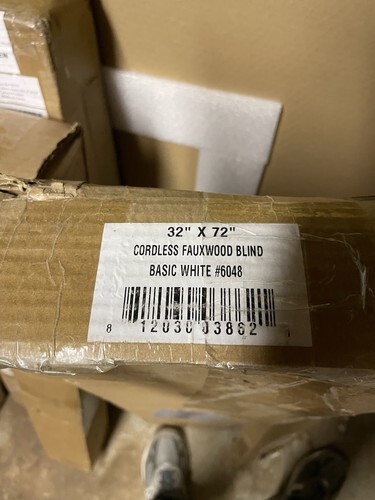 32" X 72"
CORDLESS FAUXWOOD BLIND
BASIC WHITE #6048
8 12030 03862